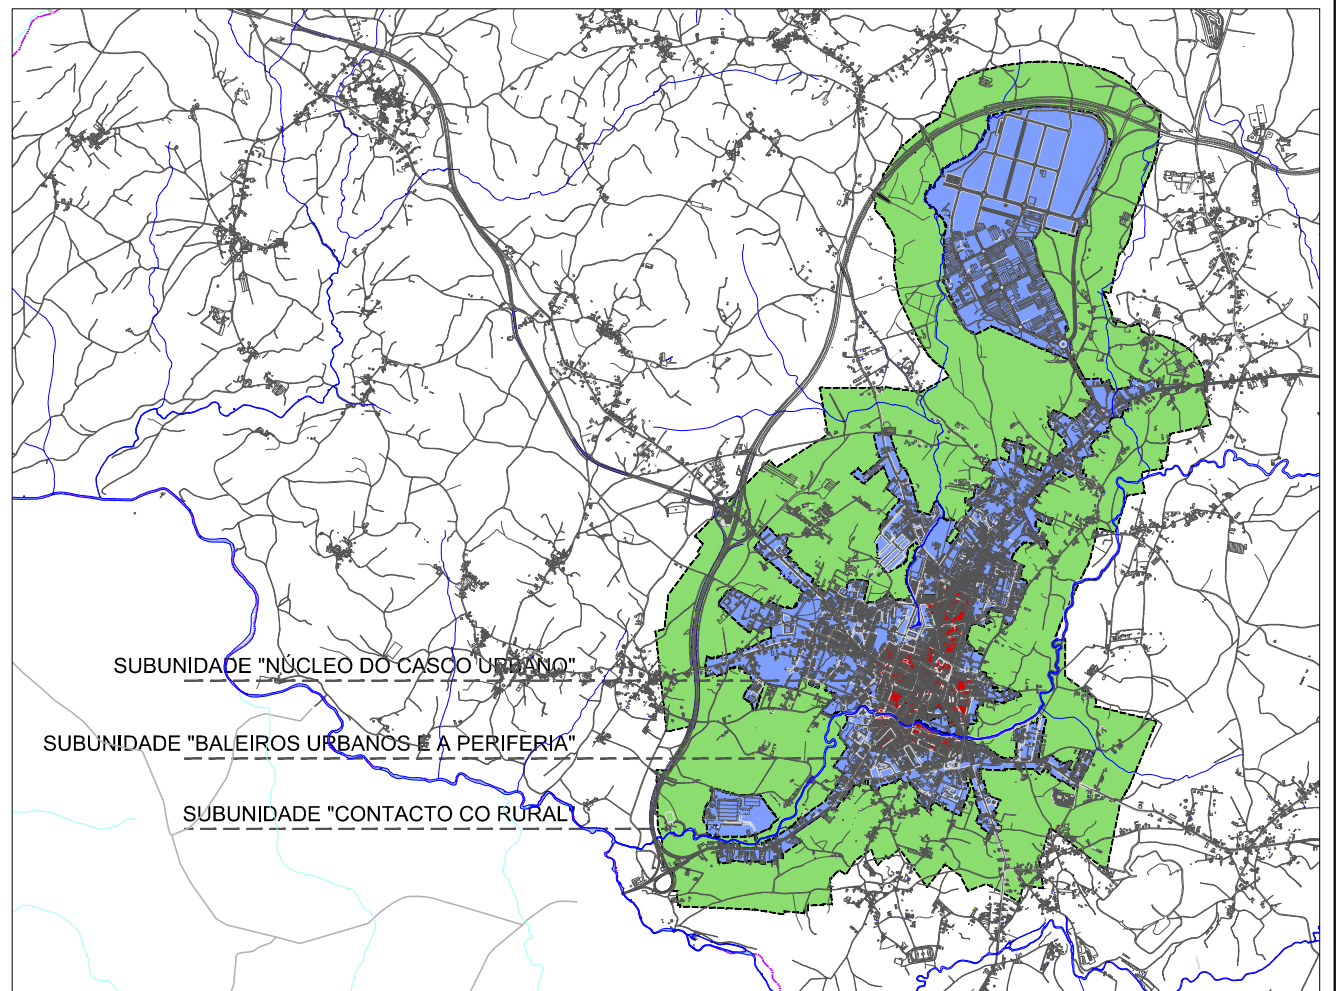 SUBUNIDADE "NÚCLEO DO CASCO URBANO"
SUBUNIDADE "BALEIROS URBANOS E A PERIFERIA"
SUBUNIDADE "CONTACTO CO RURAL"